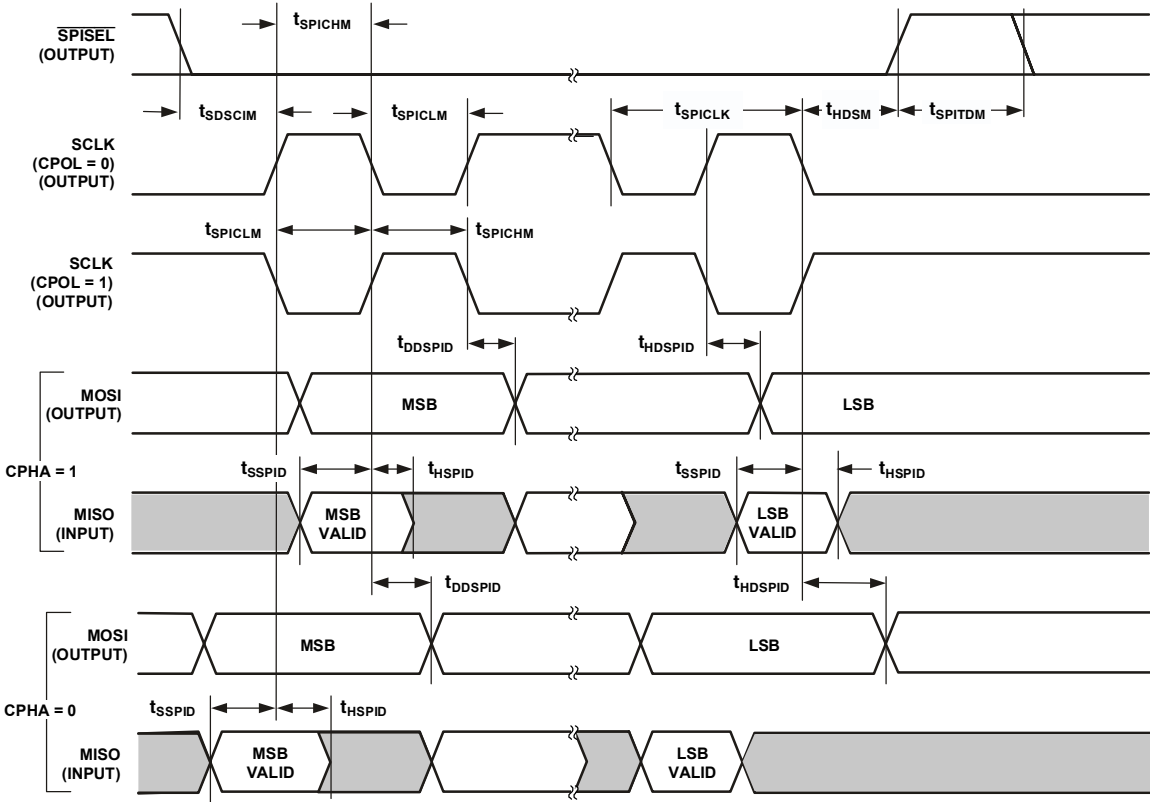 SPISEL
(OUTPUT)
tSPICHM
tSDSCIM
tSPICLM
tSPICLK
tHDSM
tSPITDM
SCLK
(CPOL = 0)
(OUTPUT)
tSPICLM
tSPICHM
SCLK
(CPOL = 1)
(OUTPUT)
tDDSPID
tHDSPID
MOSI
(OUTPUT)
MSB
LSB
CPHA = 1
tSSPID
tHSPID
tSSPID
tHSPID
MISO
(INPUT)
MSB
VALID
LSB
VALID
tDDSPID
tHDSPID
MOSI
(OUTPUT)
MSB
LSB
CPHA = 0
tSSPID
tHSPID
MISO
(INPUT)
MSB
VALID
LSB
VALID